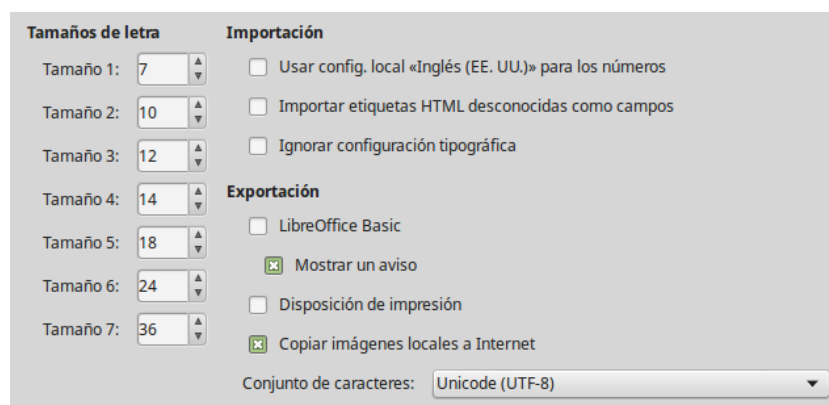 Tamaños de letra
Tamaño 1: 7
Tamaño 2: 10
Tamaño 3: 12
Tamaño 4: 14
Tamaño 5: 18
Tamaño 6: 24
Tamaño 7: 36
Importación
Usar config. local «Inglés (EE. UU.)» para los números
Importar etiquetas HTML desconocidas como campos
Ignorar configuración tipográfica
Exportación
LibreOffice Basic
Mostrar un aviso
Disposición de impresión
Copiar imágenes locales a Internet
Conjunto de caracteres: Unicode (UTF-8)